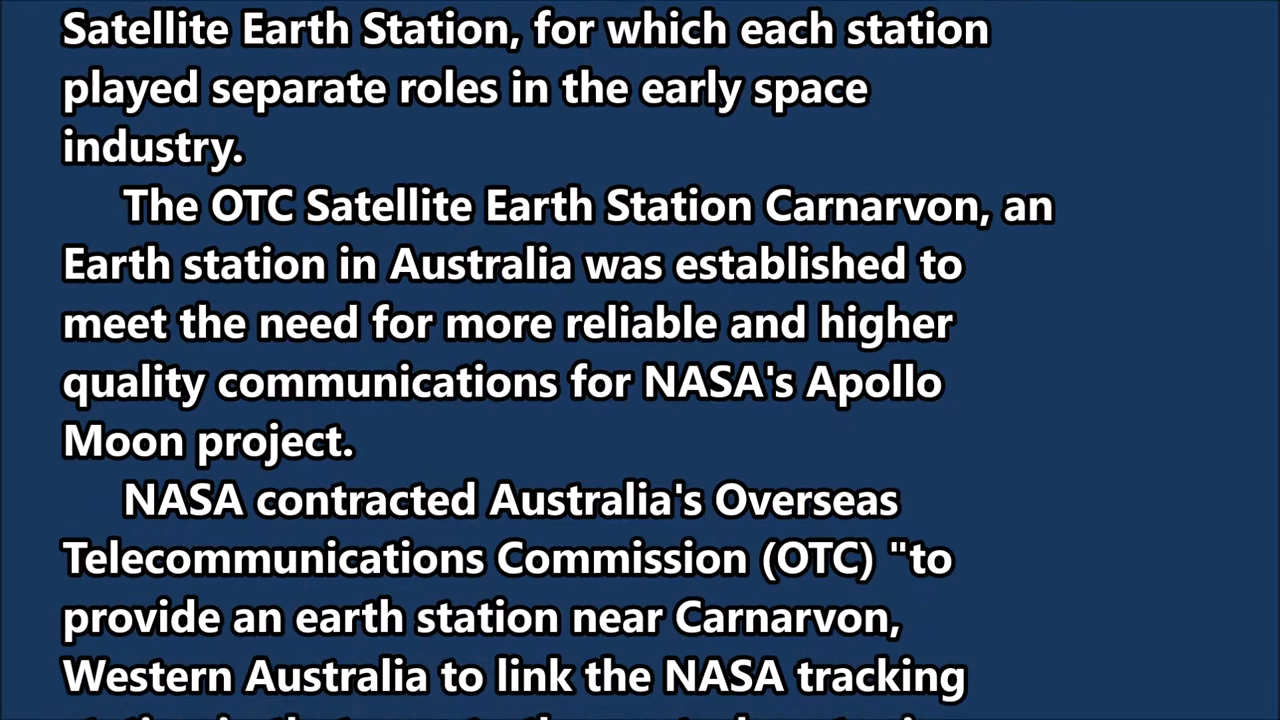 Satellite Earth Station, for which each station
played separate roles in the early space
industry.
The OTC Satellite Earth Station Carnarvon, an
Earth station in Australia was established to
meet the need for more reliable and higher
quality communications for NASA's Apollo
Moon project.
NASA contracted Australia's Overseas
Telecommunications Commission (OTC) "to
provide an earth station near Carnarvon,
Western Australia to link the NASA tracking